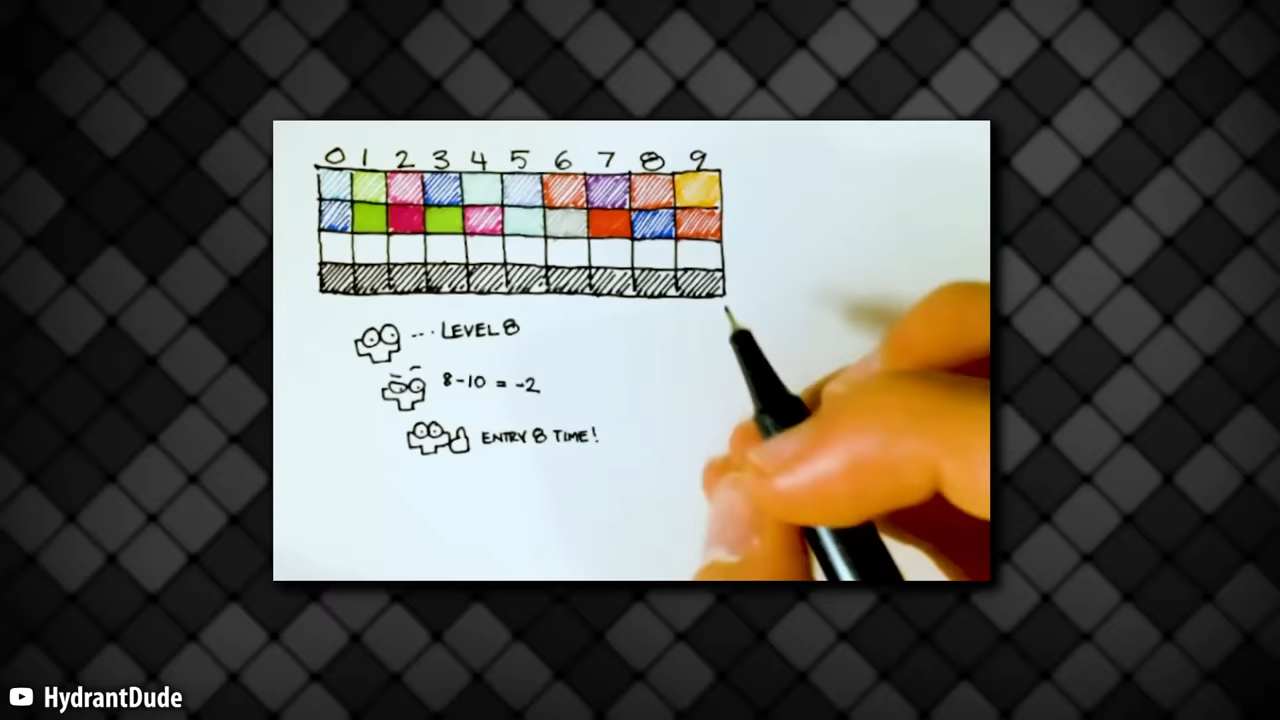 0 1 2 3 4 5 6 7 8 9
... LEVEL 8
8-10 = -2
ENTRY 8 TIME!
HydrantDude